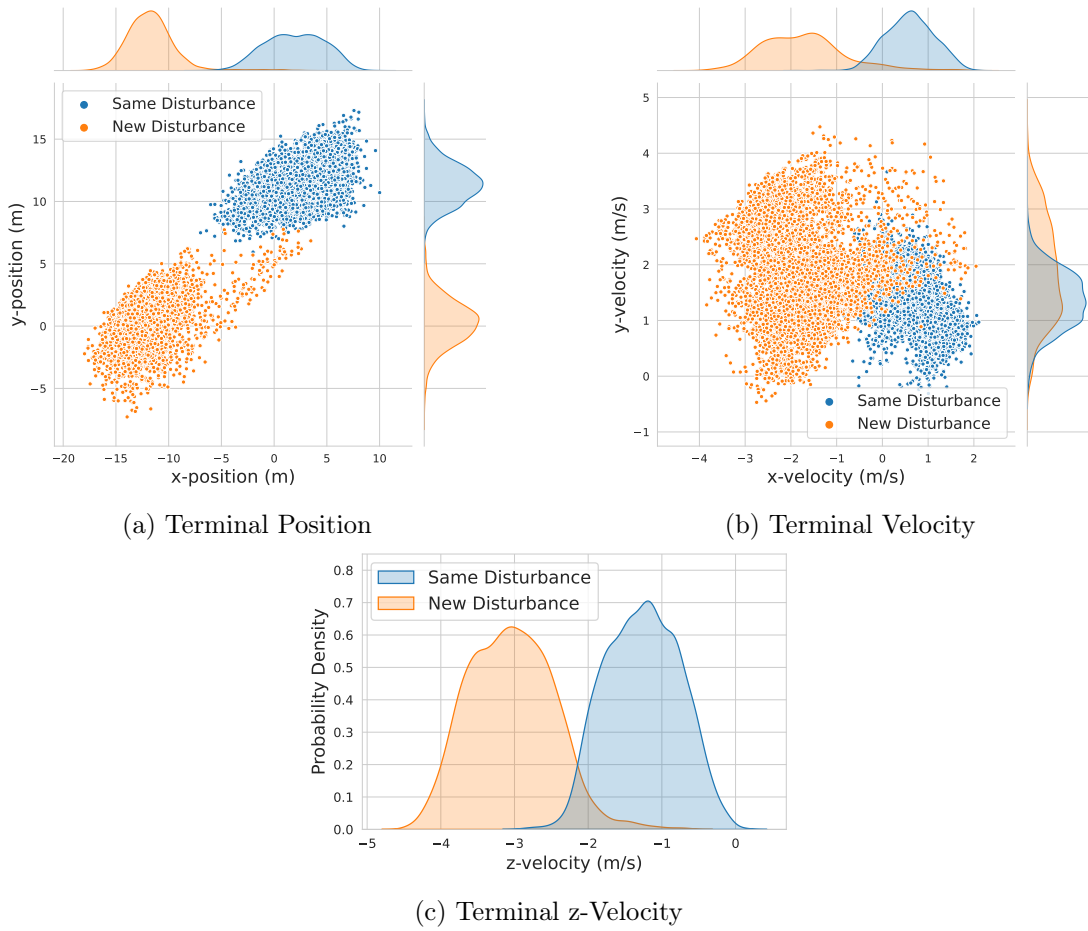 Same Disturbance
New Disturbance
15
10
5
0
−5
y-position (m)
−20 −15 −10 −5 0 5 10
x-position (m)
(a) Terminal Position
5
4
3
2
1
0
−1
y-velocity (m/s)
Same Disturbance
New Disturbance
−4 −3 −2 −1 0 1 2
x-velocity (m/s)
(b) Terminal Velocity
Same Disturbance
New Disturbance
0.8
0.7
0.6
0.5
0.4
0.3
0.2
0.1
0.0
Probability Density
−5 −4 −3 −2 −1 0
z-velocity (m/s)
(c) Terminal z-Velocity